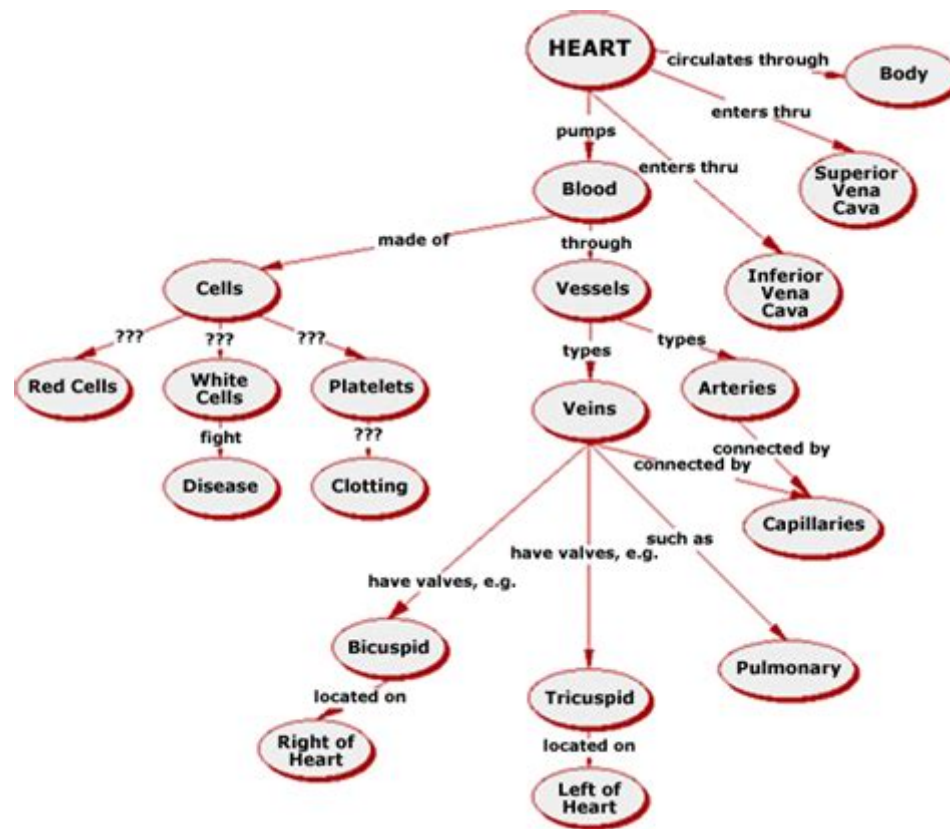 HEART
circulates through
Body
enters thru
pumps
enters thru
Superior
Vena
Cava
Blood
made of
through
Cells
Vessels
Inferior
Vena
Cava
???
???
???
types
types
Red Cells
White
Cells
Platelets
Veins
Arteries
fight
???
connected by
connected by
Disease
Clotting
Capillaries
such as
have valves, e.g.
have valves, e.g.
Bicuspid
Pulmonary
located on
Tricuspid
Right of
Heart
located on
Left of
Heart